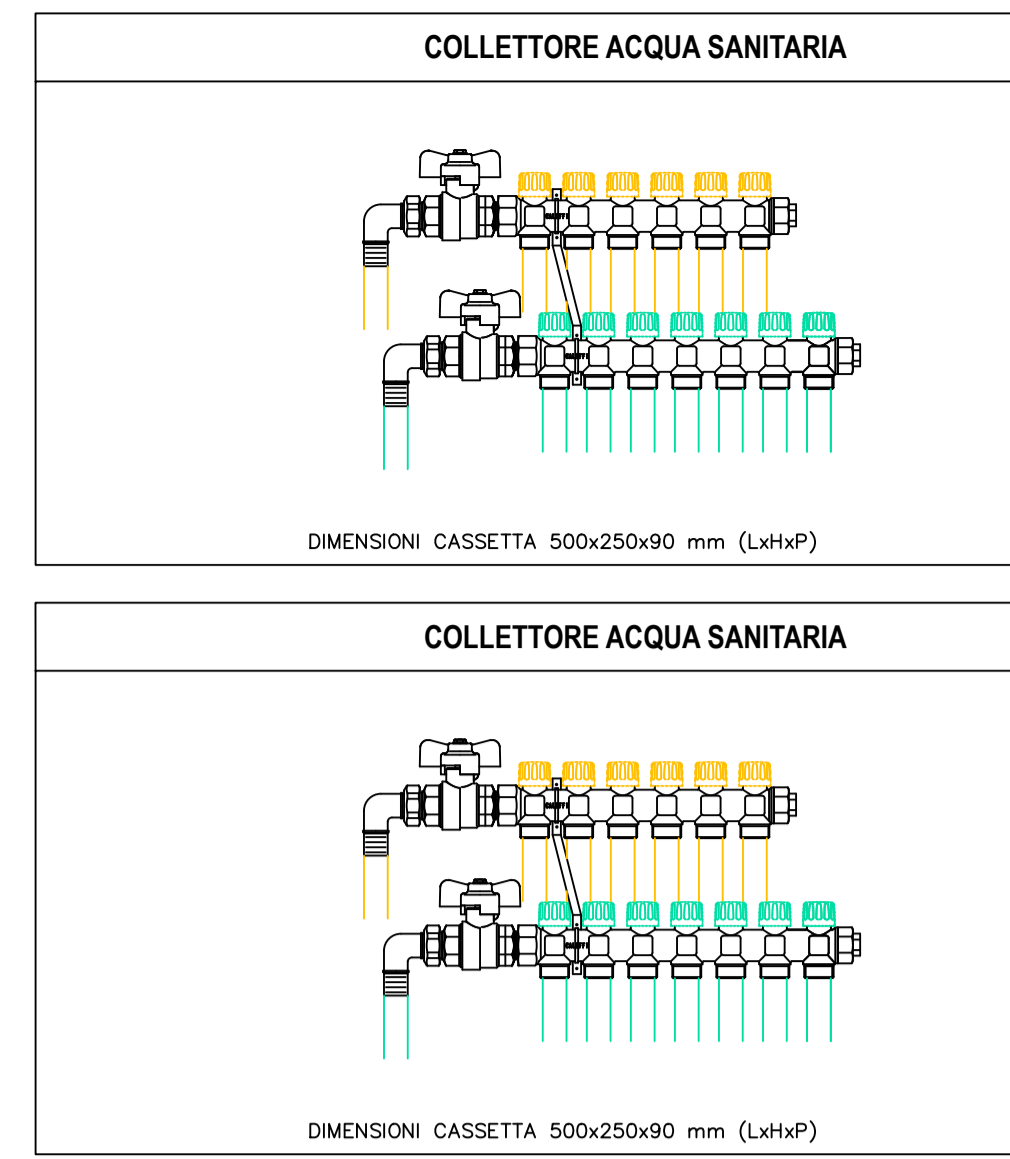 COLLETTORE ACQUA SANITARIA
DIMENSIONI CASSETTA 500x250x90 mm (LxHxP)
COLLETTORE ACQUA SANITARIA
DIMENSIONI CASSETTA 500x250x90 mm (LxHxP)